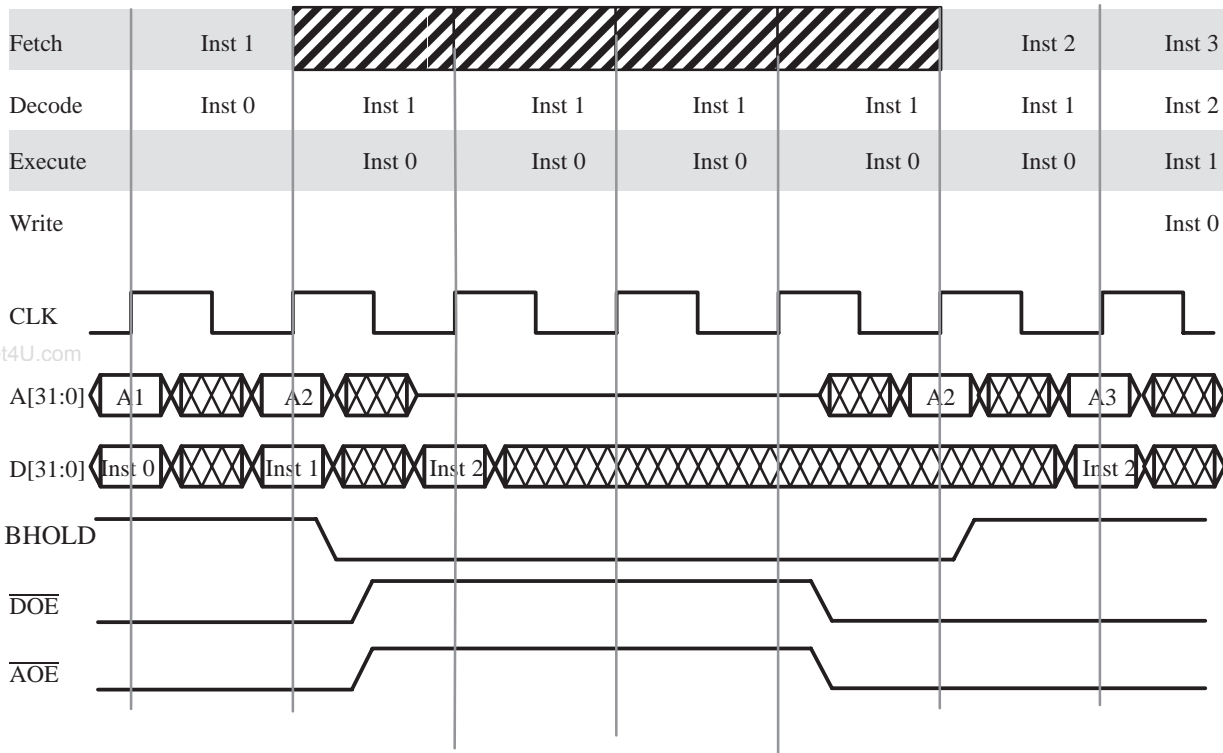 Fetch Inst 1 Inst 2 Inst 3
Decode Inst 0 Inst 1 Inst 1 Inst 1 Inst 1 Inst 1 Inst 2
Execute Inst 0 Inst 0 Inst 0 Inst 0 Inst 0 Inst 1
Write Inst 0
CLK
t4U.com
A[31:0] A1 A2 A2 A3
D[31:0] Inst 0 Inst 1 Inst 2 Inst 2
BHOLD
DOE
AOE